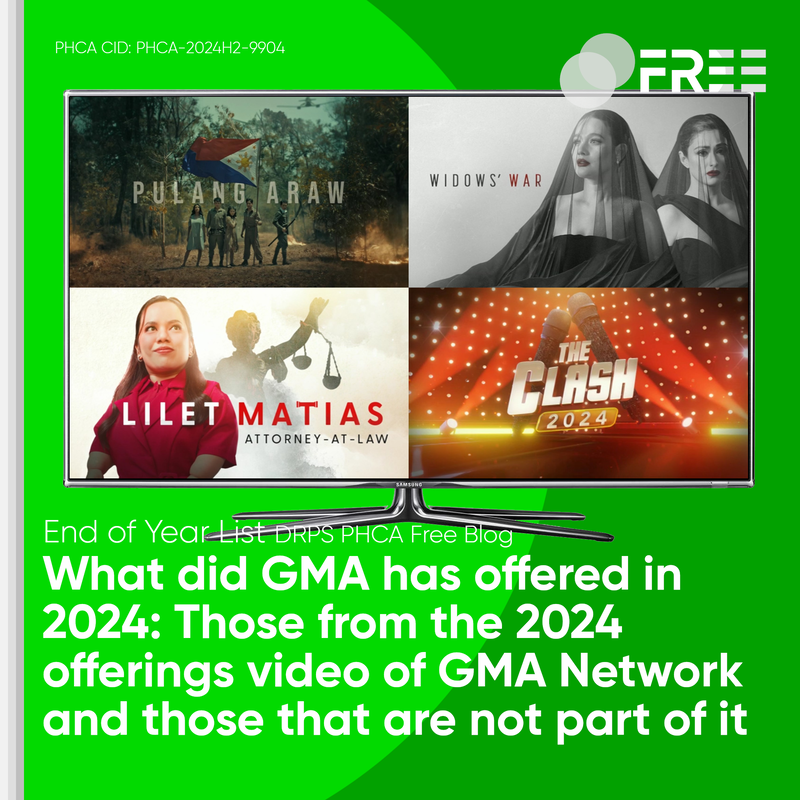 PHCA CID: PHCA-2024H2-9904
FREE
PULANG ARAW
WIDOWS' WAR
LILET MATIAS
ATTORNEY-AT-LAW
THE
CLASH
2024
SAMSUNG
End of Year List DRPS PHCA Free Blog
What did GMA has offered in
2024: Those from the 2024
offerings video of GMA Network
and those that are not part of it